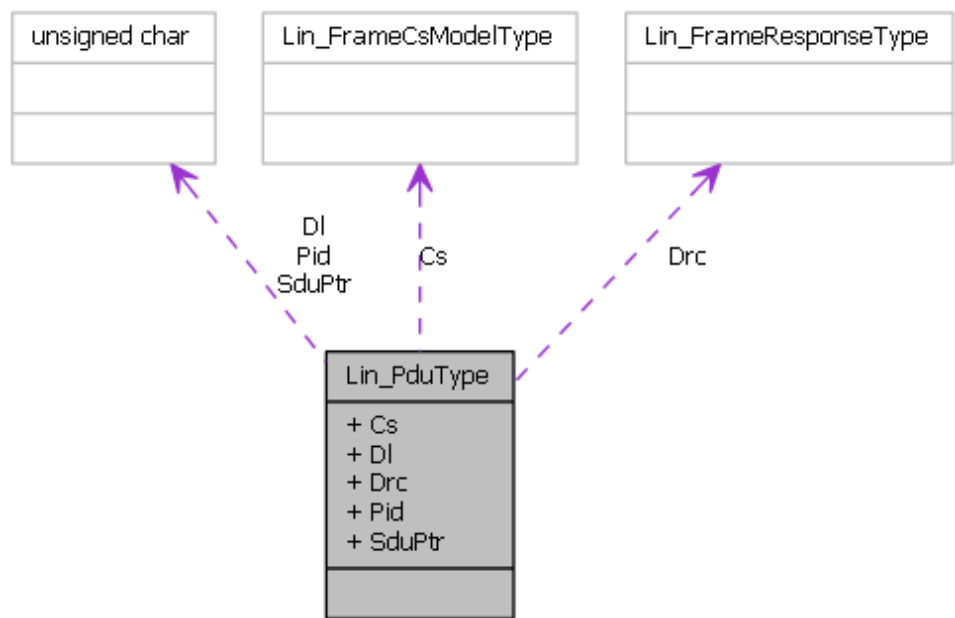 unsigned char
Lin_FrameCsModelType
Lin_FrameResponseType
Dl
Pid
SduPtr
Cs
Drc
Lin_PduType
+ Cs
+ Dl
+ Drc
+ Pid
+ SduPtr